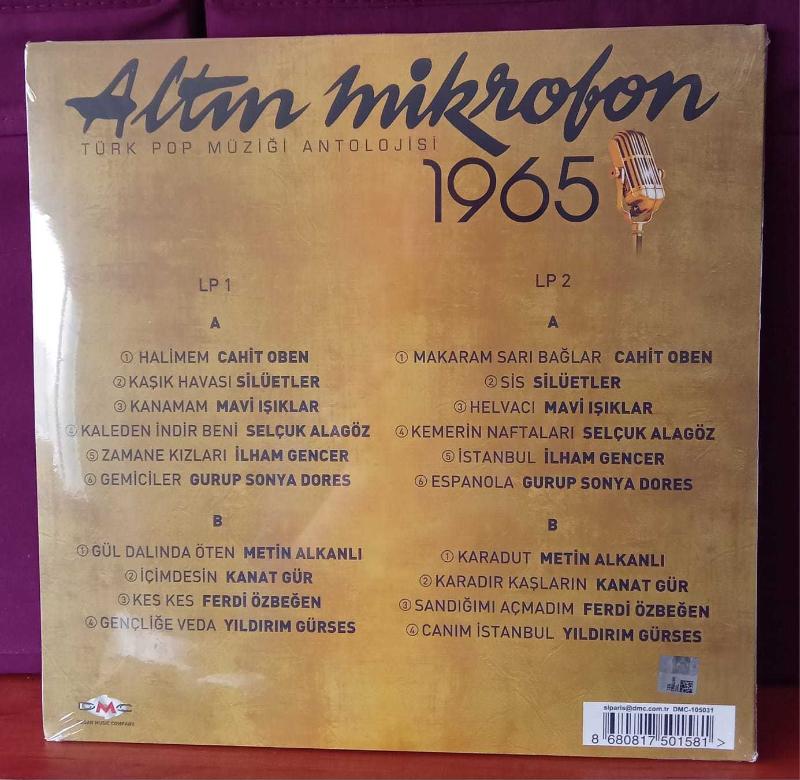 Altın mikrofon
TÜRK POP MÜZİĞİ ANTOLOJİSİ
1965
LP 1
A
① HALİMEM CAHİT OBEN
② KAŞIK HAVASI SİLÜETLER
③ KANAMAM MAVİ IŞIKLAR
④ KALEDEN İNDİR BENİ SELÇUK ALAGÖZ
⑤ ZAMANE KIZLARI İLHAM GENCER
⑥ GEMİCİLER GURUP SONYA DORES
B
① GÜL DALINDA ÖTEN METİN ALKANLI
② İÇİMDESİN KANAT GÜR
③ KES KES FERDİ ÖZBEĞEN
④ GENÇLİĞE VEDA YILDIRIM GÜRSES
LP 2
A
① MAKARAM SARI BAĞLAR CAHİT OBEN
② SİS SİLÜETLER
③ HELVACI MAVİ IŞIKLAR
④ KEMERİN NAFTALARI SELÇUK ALAGÖZ
⑤ İSTANBUL İLHAM GENCER
⑥ ESPANOLA GURUP SONYA DORES
B
① KARADUT METİN ALKANLI
② KARADIR KAŞLARIN KANAT GÜR
③ SANDIĞIMI AÇMADIM FERDİ ÖZBEĞEN
④ CANIM İSTANBUL YILDIRIM GÜRSES
DMC
MUSIC COMPANY
siparis@dmc.com.tr DMC-105031
8 680817 501581 >